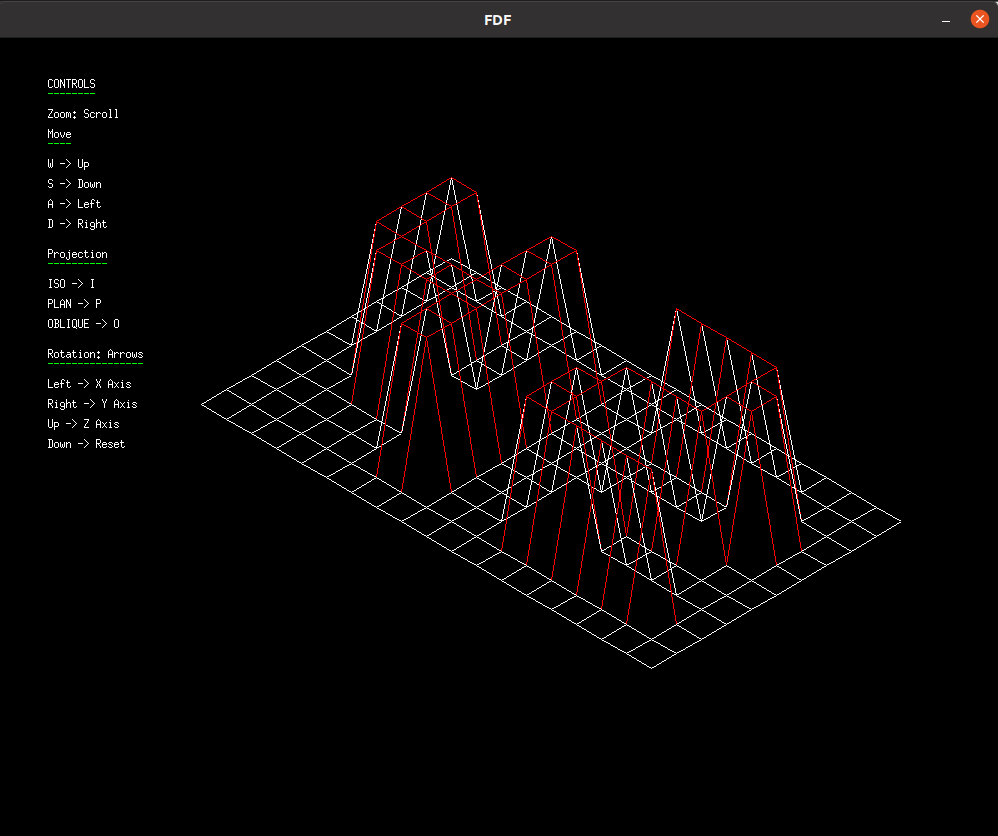 FDF
CONTROLS
--------
Zoom: Scroll
Move
----
W -> Up
S -> Down
A -> Left
D -> Right
Projection
----------
ISO -> I
PLAN -> P
OBLIQUE -> O
Rotation: Arrows
----------------
Left -> X Axis
Right -> Y Axis
Up -> Z Axis
Down -> Reset